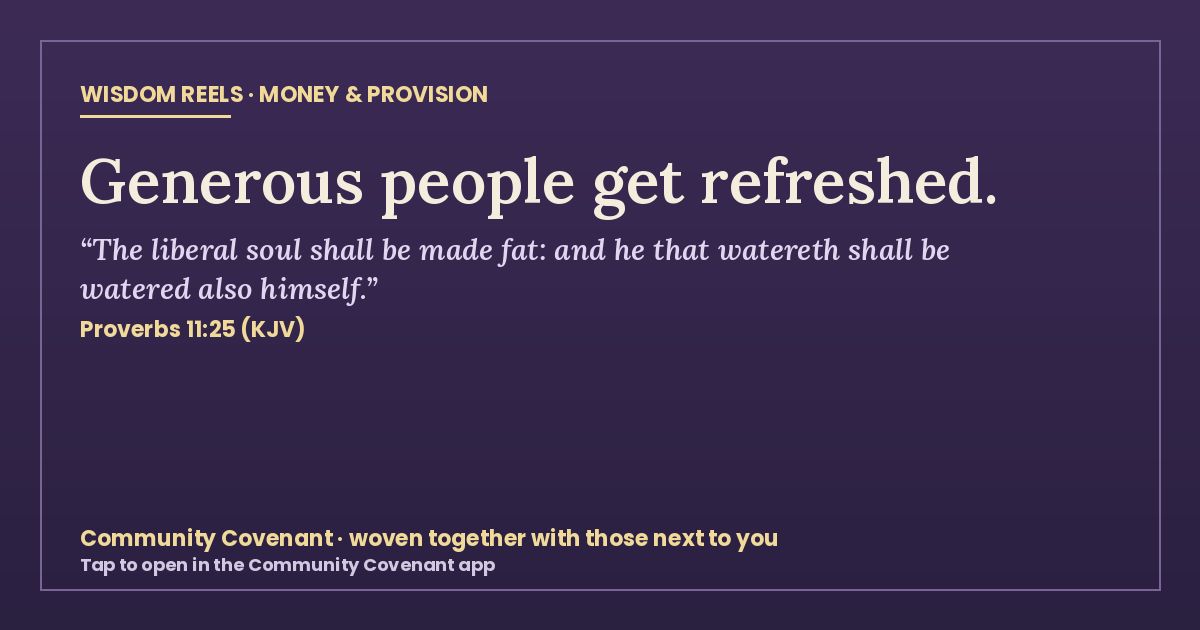 WISDOM REELS · MONEY & PROVISION
Generous people get refreshed.
“The liberal soul shall be made fat: and he that watereth shall be
watered also himself.”
Proverbs 11:25 (KJV)
Community Covenant · woven together with those next to you
Tap to open in the Community Covenant app